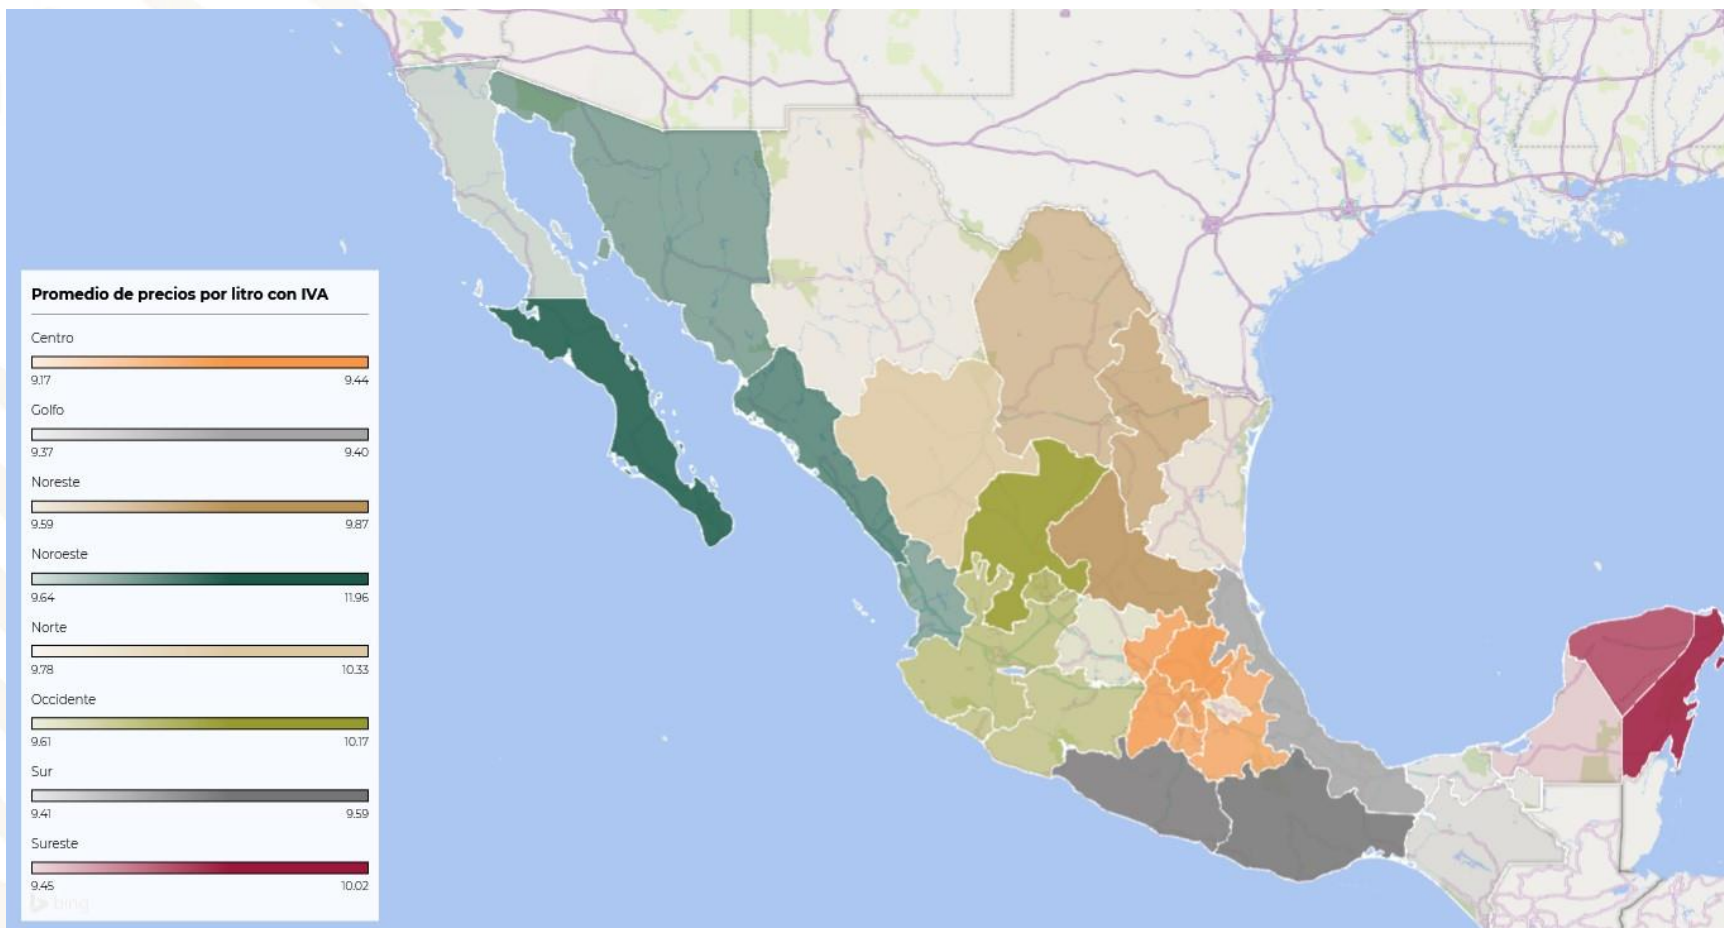 Promedio de precios por litro con IVA
Centro
9.17 9.44
Golfo
9.37 9.40
Noreste
9.59 9.87
Noroeste
9.64 11.96
Norte
9.78 10.33
Occidente
9.61 10.17
Sur
9.41 9.59
Sureste
9.45 10.02
bing